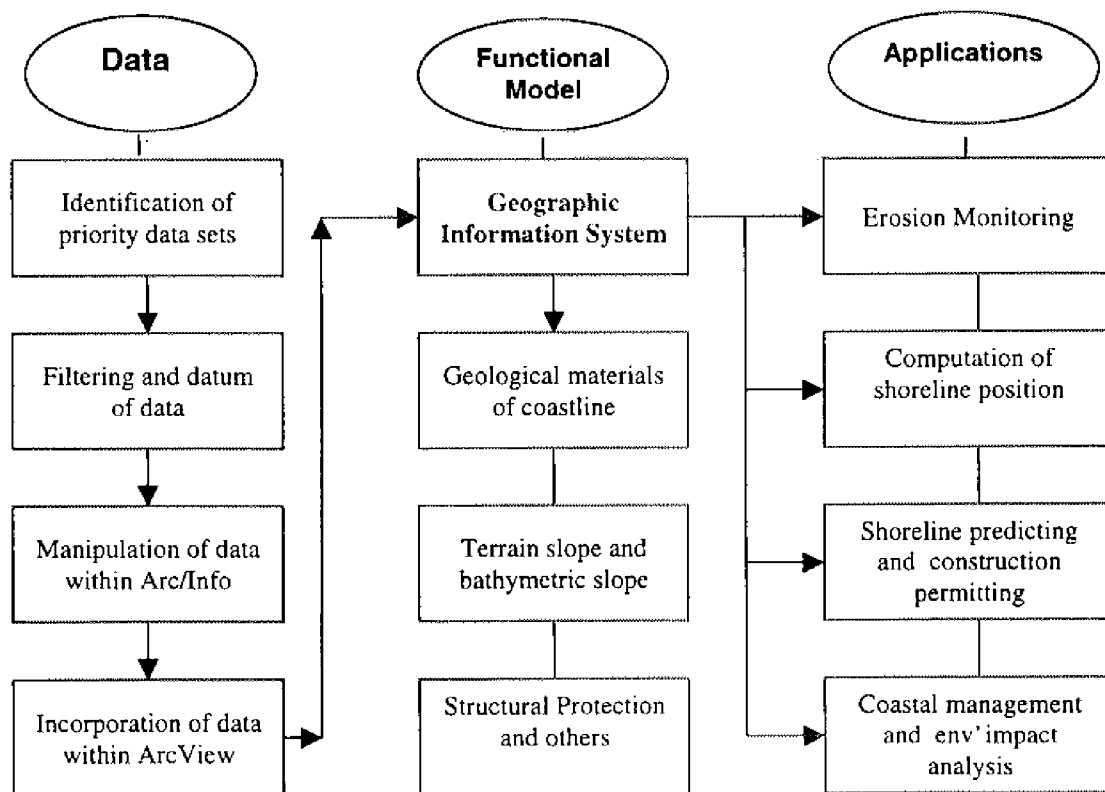 Data
Identification of
priority data sets
Filtering and datum
of data
Manipulation of data
within Arc/Info
Incorporation of data
within ArcView
Functional
Model
Geographic
Information System
Geological materials
of coastline
Terrain slope and
bathymetric slope
Structural Protection
and others
Applications
Erosion Monitoring
Computation of
shoreline position
Shoreline predicting
and construction
permitting
Coastal management
and env' impact
analysis